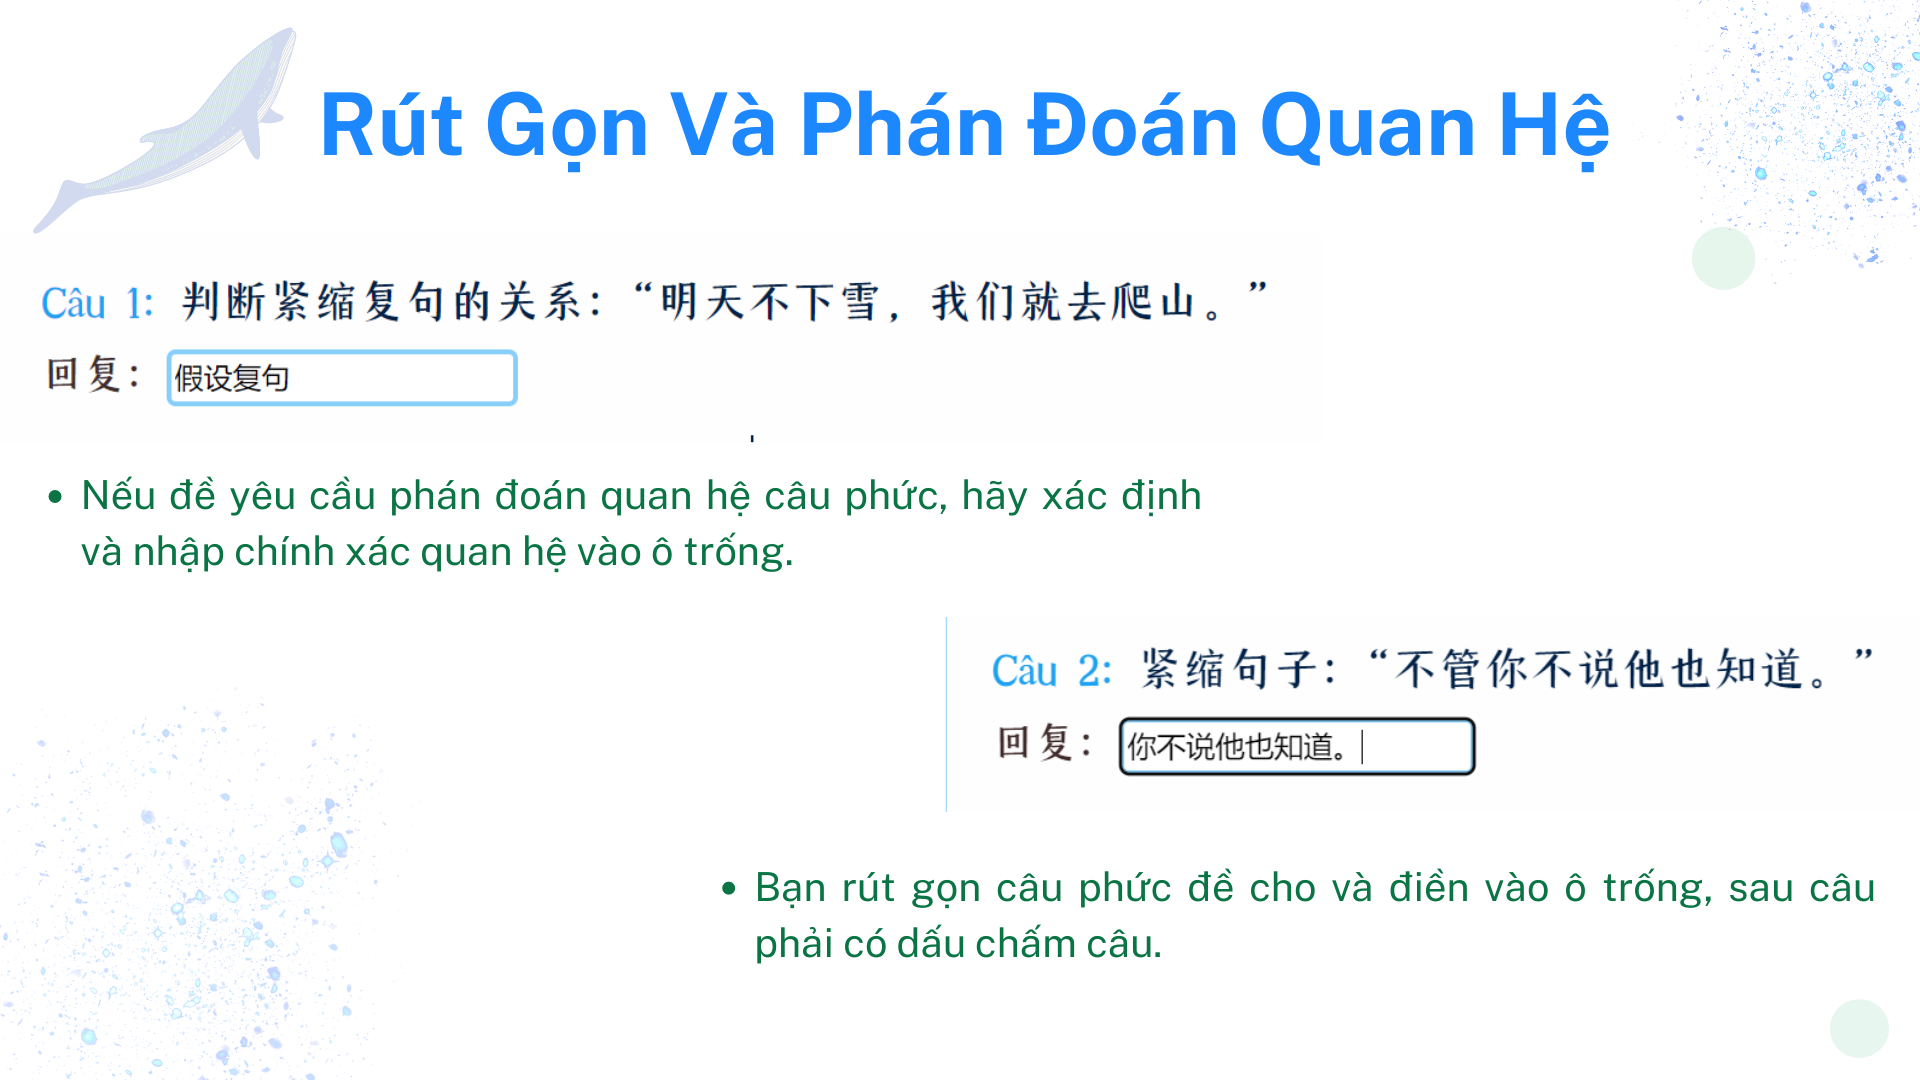 Rút Gọn Và Phán Đoán Quan Hệ
Câu 1: 判断紧缩复句的关系：“明天不下雪，我们就去爬山。”
回复： 假设复句
• Nếu đề yêu cầu phán đoán quan hệ câu phức, hãy xác định
và nhập chính xác quan hệ vào ô trống.
Câu 2: 紧缩句子：“不管你不说他也知道。”
回复： 你不说他也知道。
• Bạn rút gọn câu phức đề cho và điền vào ô trống, sau câu
phải có dấu chấm câu.